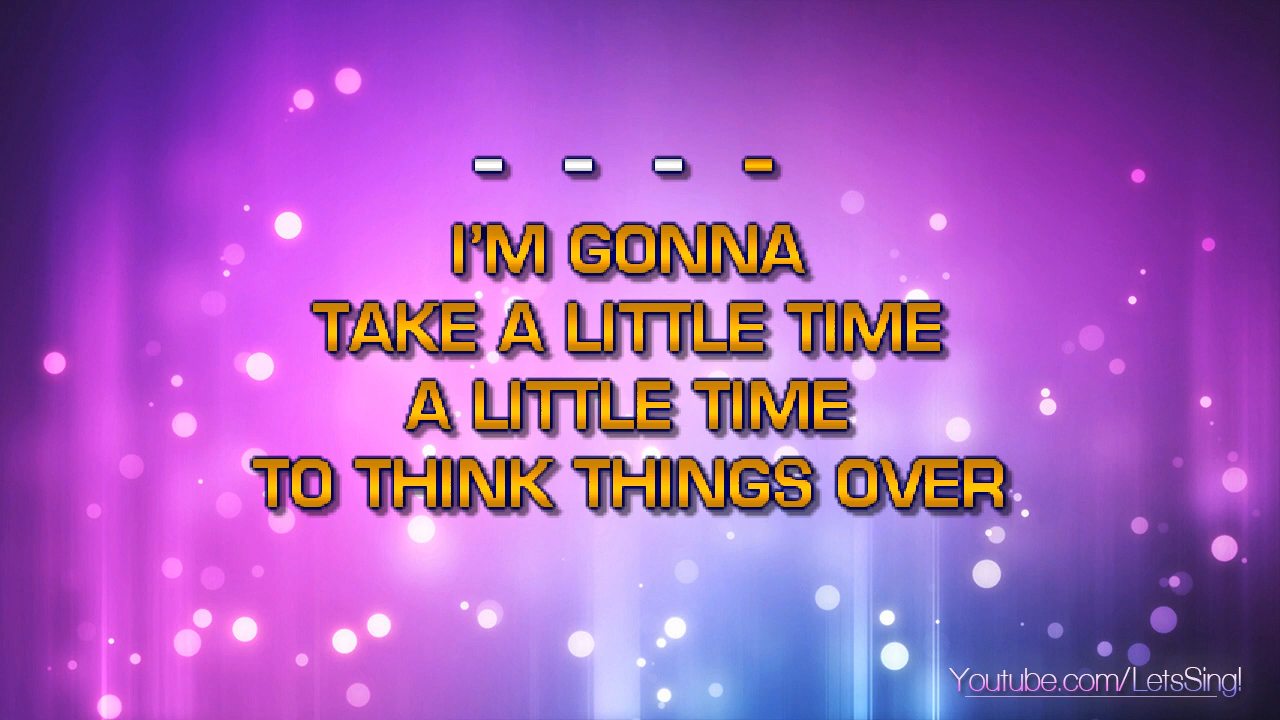 - - - -
I'M GONNA
TAKE A LITTLE TIME
A LITTLE TIME
TO THINK THINGS OVER
Youtube.com/LetsSing!